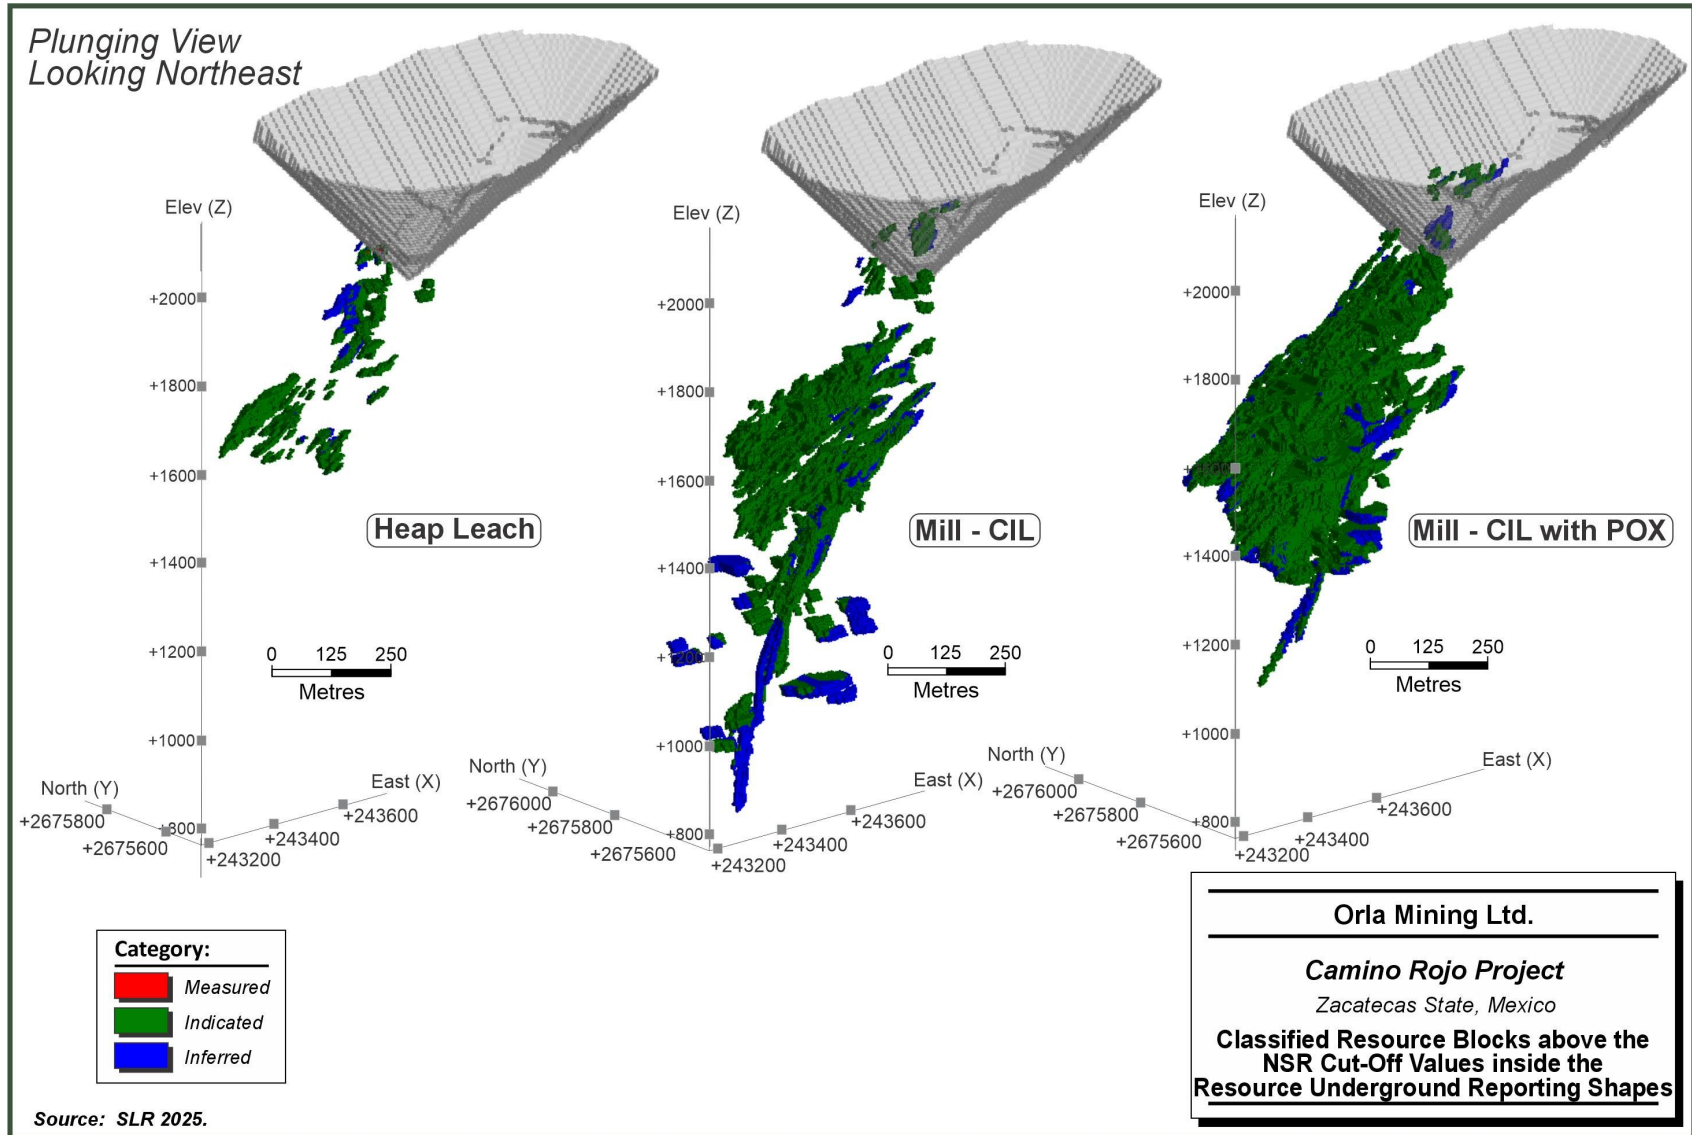 Plunging View
Looking Northeast
Elev (Z)
+2000
+1800
+1600
+1400
+1200
+1000
+800
Heap Leach
0 125 250
Metres
North (Y)
+2675800
+2675600
East (X)
+243600
+243400
+243200
Elev (Z)
+2000
+1800
+1600
+1400
+1200
+1000
+800
Mill - CIL
0 125 250
Metres
North (Y)
+2676000
+2675800
+2675600
East (X)
+243600
+243400
+243200
Elev (Z)
+2000
+1800
+1600
+1400
+1200
+1000
+800
Mill - CIL with POX
0 125 250
Metres
North (Y)
+2676000
+2675800
+2675600
East (X)
+243600
+243400
+243200
Category:
Measured
Indicated
Inferred
Source: SLR 2025.
Orla Mining Ltd.
Camino Rojo Project
Zacatecas State, Mexico
Classified Resource Blocks above the
NSR Cut-Off Values inside the
Resource Underground Reporting Shapes